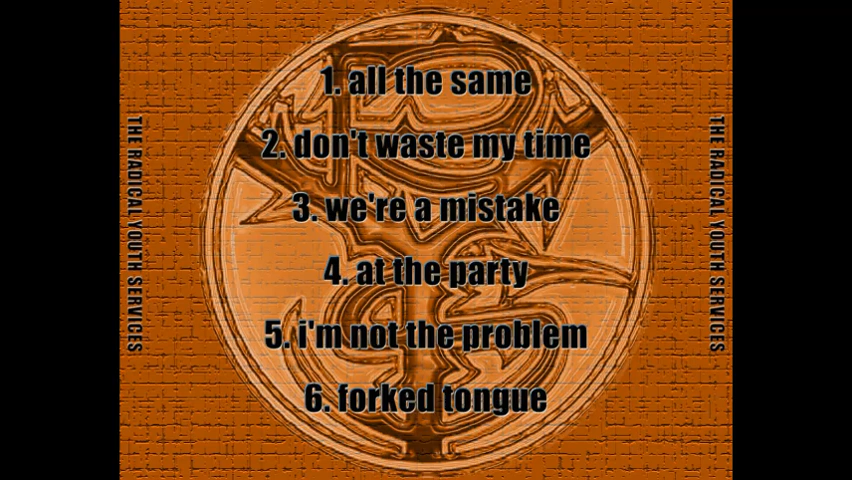 1. all the same
2. don't waste my time
3. we're a mistake
4. at the party
5. i'm not the problem
6. forked tongue
THE RADICAL YOUTH SERVICES
THE RADICAL YOUTH SERVICES